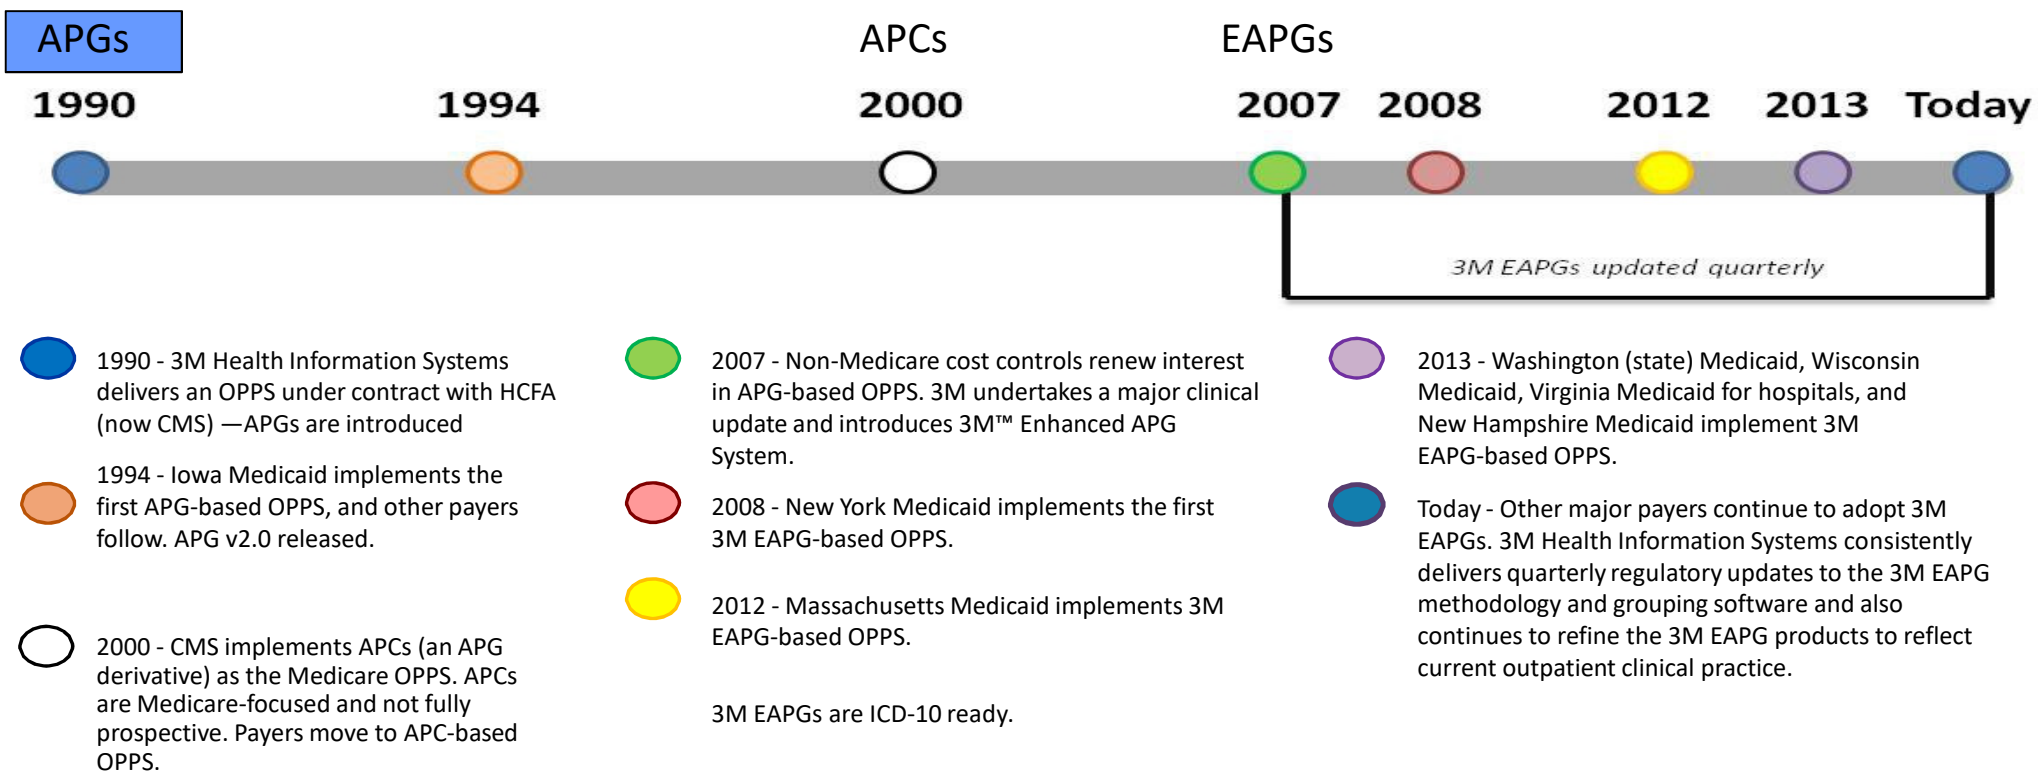 APGs
APCs
EAPGs
1990
1994
2000
2007
2008
2012
2013
Today
3M EAPGs updated quarterly
1990 - 3M Health Information Systems
delivers an OPPS under contract with HCFA
(now CMS) —APGs are introduced
1994 - Iowa Medicaid implements the
first APG-based OPPS, and other payers
follow. APG v2.0 released.
2000 - CMS implements APCs (an APG
derivative) as the Medicare OPPS. APCs
are Medicare-focused and not fully
prospective. Payers move to APC-based
OPPS.
2007 - Non-Medicare cost controls renew interest
in APG-based OPPS. 3M undertakes a major clinical
update and introduces 3M™ Enhanced APG
System.
2008 - New York Medicaid implements the first
3M EAPG-based OPPS.
2012 - Massachusetts Medicaid implements 3M
EAPG-based OPPS.
3M EAPGs are ICD-10 ready.
2013 - Washington (state) Medicaid, Wisconsin
Medicaid, Virginia Medicaid for hospitals, and
New Hampshire Medicaid implement 3M
EAPG-based OPPS.
Today - Other major payers continue to adopt 3M
EAPGs. 3M Health Information Systems consistently
delivers quarterly regulatory updates to the 3M EAPG
methodology and grouping software and also
continues to refine the 3M EAPG products to reflect
current outpatient clinical practice.